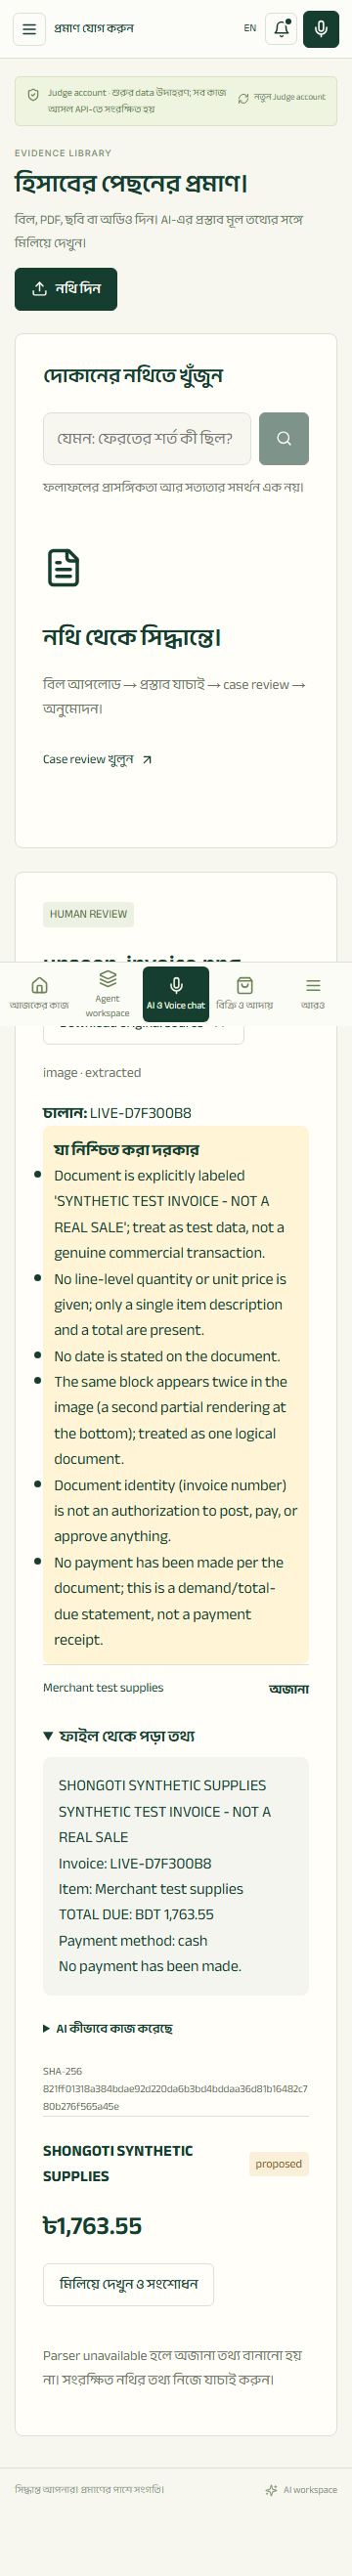 প্রমাণ যোগ করুন
EN
Judge account · শুরুর data উদাহরণ; সব কাজ
আসল API-তে সংরক্ষিত হয়
নতুন Judge account
EVIDENCE LIBRARY
হিসাবের পেছনের প্রমাণ।
বিল, PDF, ছবি বা অডিও দিন। AI-এর প্রস্তাব মূল তথ্যের সঙ্গে
মিলিয়ে দেখুন।
নথি দিন
দোকানের নথিতে খুঁজুন
যেমন: ফেরতের শর্ত কী ছিল?
ফলাফলের প্রাসঙ্গিকতা আর সত্যতার সমর্থন এক নয়।
নথি থেকে সিদ্ধান্তে।
বিল আপলোড → প্রস্তাব যাচাই → case review →
অনুমোদন।
Case review খুলুন
HUMAN REVIEW
আজকের কাজ
Agent
workspace
AI ও Voice chat
বিক্রি ও আদায়
আরও
image · extracted
চালান: LIVE-D7F300B8
যা নিশ্চিত করা দরকার
Document is explicitly labeled
'SYNTHETIC TEST INVOICE - NOT A
REAL SALE'; treat as test data, not a
genuine commercial transaction.
No line-level quantity or unit price is
given; only a single item description
and a total are present.
No date is stated on the document.
The same block appears twice in the
image (a second partial rendering at
the bottom); treated as one logical
document.
Document identity (invoice number)
is not an authorization to post, pay, or
approve anything.
No payment has been made per the
document; this is a demand/total-
due statement, not a payment
receipt.
Merchant test supplies
অজানা
ফাইল থেকে পড়া তথ্য
SHONGOTI SYNTHETIC SUPPLIES
SYNTHETIC TEST INVOICE - NOT A
REAL SALE
Invoice: LIVE-D7F300B8
Item: Merchant test supplies
TOTAL DUE: BDT 1,763.55
Payment method: cash
No payment has been made.
AI কীভাবে কাজ করেছে
SHA-256
821ff01318a384bdae92d220da6b3bd4bddaa36d81b16482c7
80b276f565a45e
SHONGOTI SYNTHETIC
SUPPLIES
proposed
৳1,763.55
মিলিয়ে দেখুন ও সংশোধন
Parser unavailable হলে অজানা তথ্য বানানো হয়
না। সংরক্ষিত নথির তথ্য নিজে যাচাই করুন।
সিদ্ধান্ত আপনার। প্রমাণের পাশে সংগতি।
AI workspace